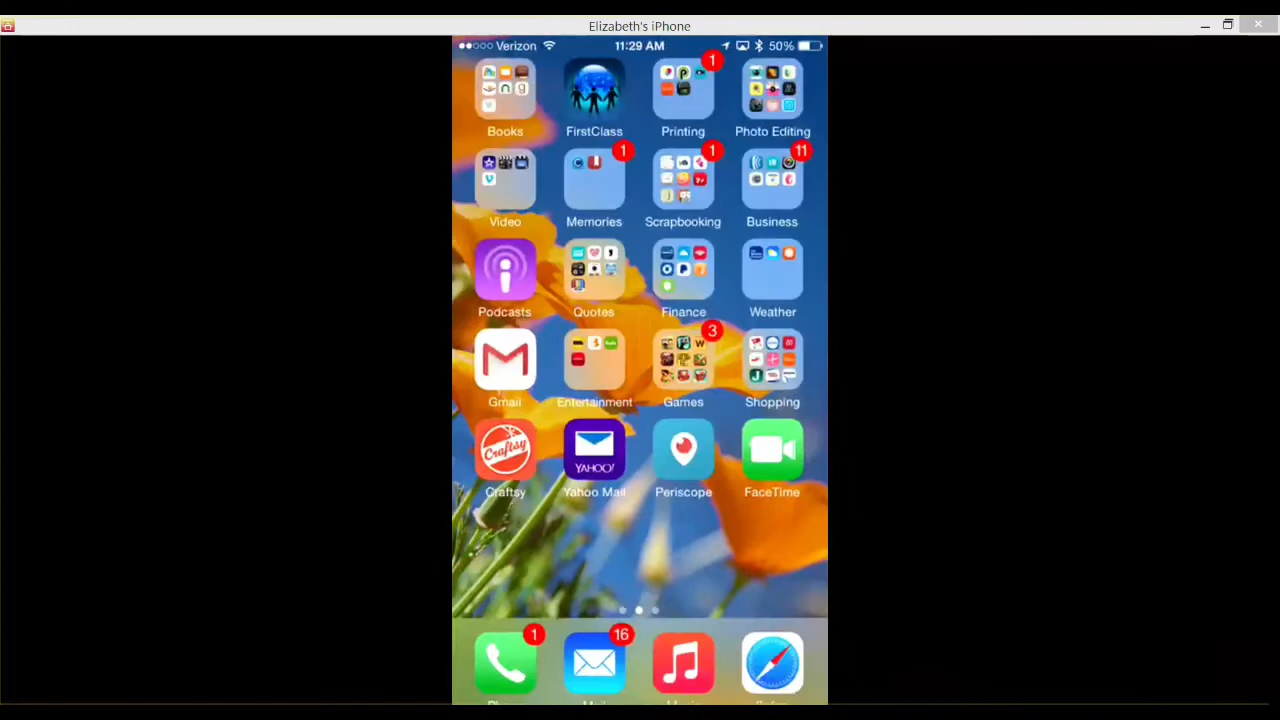 Elizabeth's iPhone
Verizon 11:29 AM 50%
1
Books FirstClass Printing Photo Editing
1 1 11
Video Memories Scrapbooking Business
Podcasts Quotes Finance Weather
3
Gmail Entertainment Games Shopping
Craftsy YAHOO!
Craftsy Yahoo Mail Periscope FaceTime
1 16